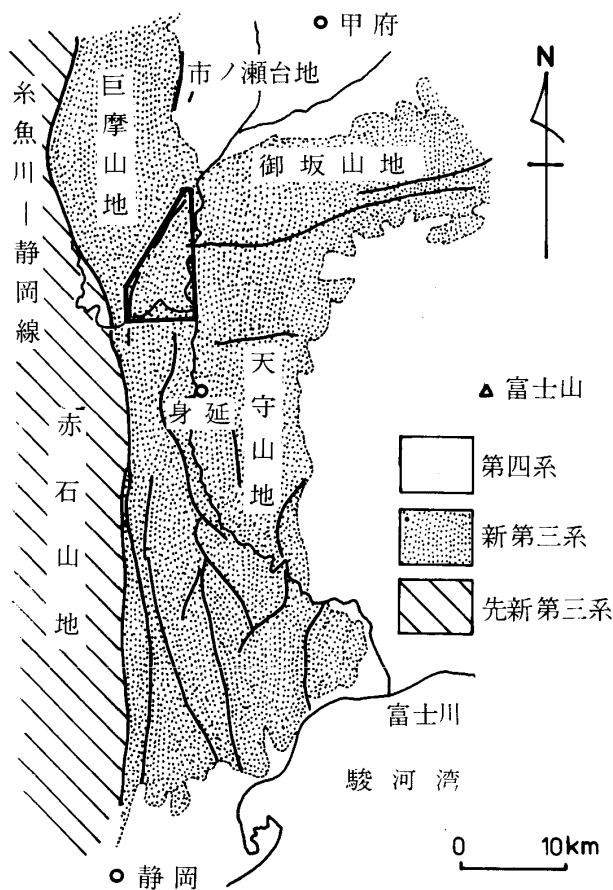 甲府
市ノ瀬台地
巨摩山地
糸魚川ー静岡線
御坂山地
N
天守山地
身延
富士山
赤石山地
第四系
新第三系
先新第三系
富士川
駿河湾
0 10km
静岡